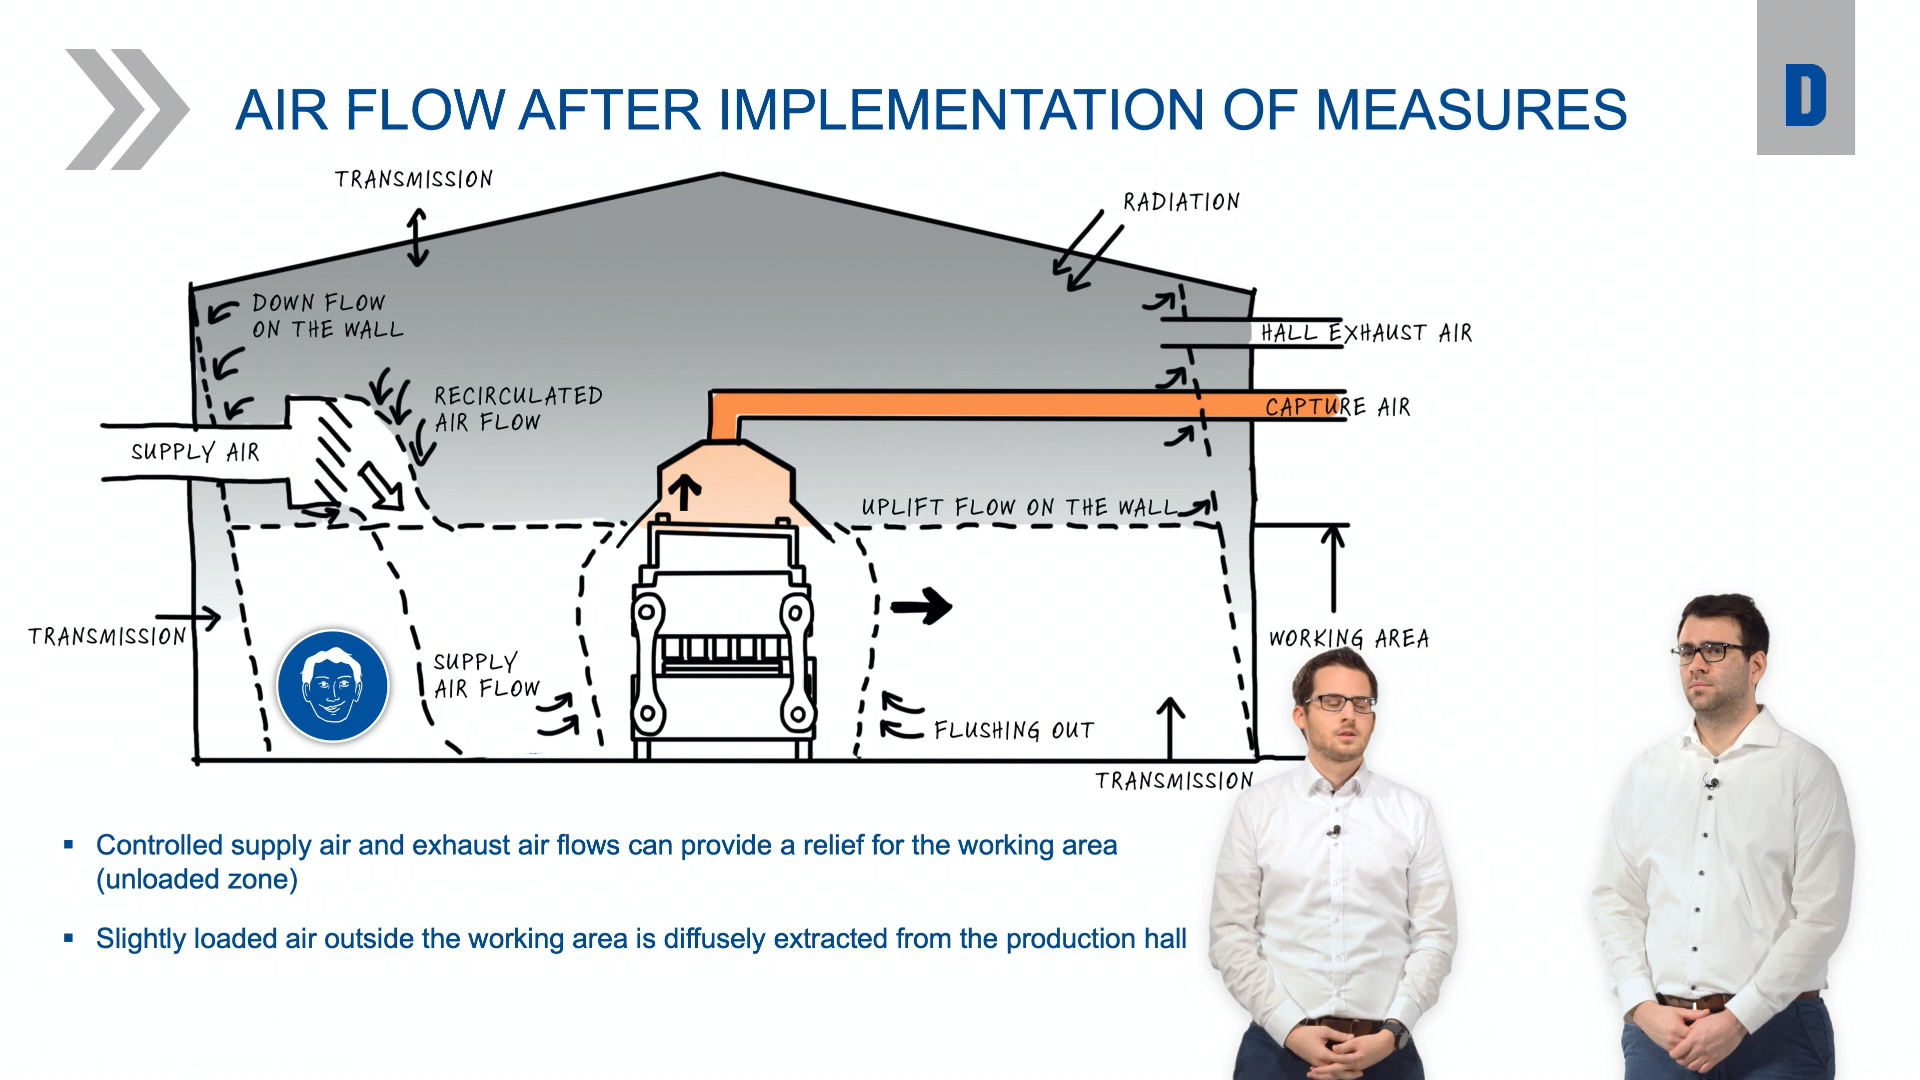 D
AIR FLOW AFTER IMPLEMENTATION OF MEASURES
TRANSMISSION
RADIATION
DOWN FLOW
ON THE WALL
HALL EXHAUST AIR
RECIRCULATED
AIR FLOW
CAPTURE AIR
SUPPLY AIR
UPLIFT FLOW ON THE WALL
TRANSMISSION
WORKING AREA
SUPPLY
AIR FLOW
FLUSHING OUT
TRANSMISSION
Controlled supply air and exhaust air flows can provide a relief for the working area
(unloaded zone)
Slightly loaded air outside the working area is diffusely extracted from the production hall